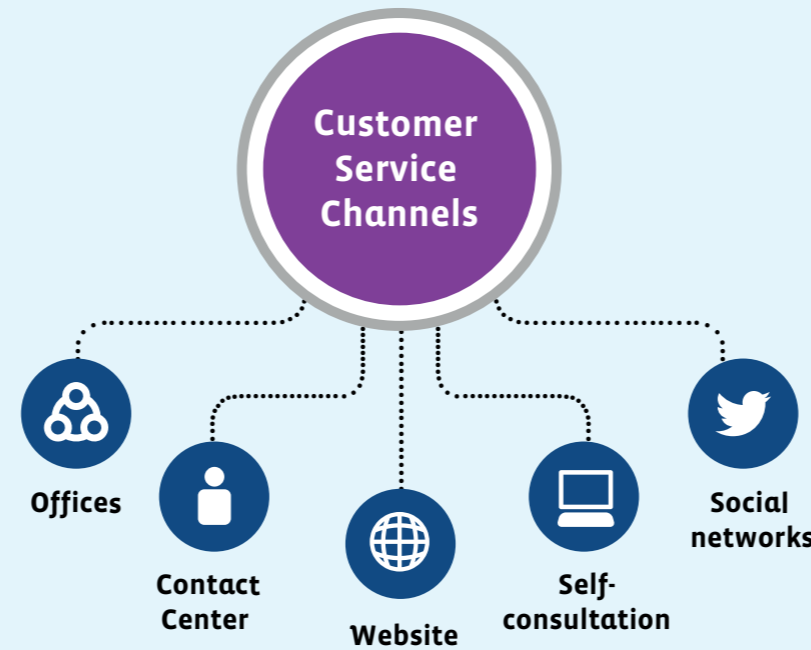 Customer
Service
Channels
Offices
Contact
Center
Website
Self-
consultation
Social
networks